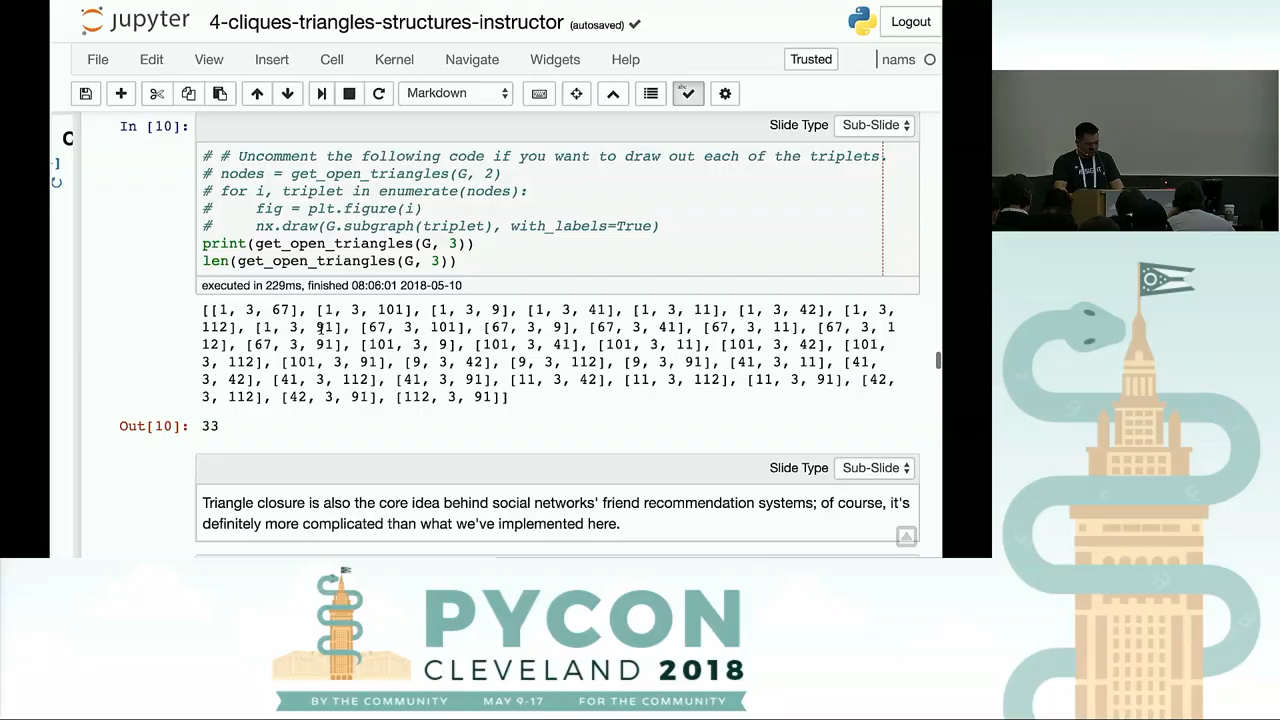 jupyter 4-cliques-triangles-structures-instructor (autosaved) Logout
File Edit View Insert Cell Kernel Navigate Widgets Help Trusted nams
Markdown
Slide Type Sub-Slide
In [10]:
# # Uncomment the following code if you want to draw out each of the triplets.
# nodes = get_open_triangles(G, 2)
# for i, triplet in enumerate(nodes):
#     fig = plt.figure(i)
#     nx.draw(G.subgraph(triplet), with_labels=True)
print(get_open_triangles(G, 3))
len(get_open_triangles(G, 3))
executed in 229ms, finished 08:06:01 2018-05-10
[[1, 3, 67], [1, 3, 101], [1, 3, 9], [1, 3, 41], [1, 3, 11], [1, 3, 42], [1, 3,
112], [1, 3, 91], [67, 3, 101], [67, 3, 9], [67, 3, 41], [67, 3, 11], [67, 3, 1
12], [67, 3, 91], [101, 3, 9], [101, 3, 41], [101, 3, 11], [101, 3, 42], [101,
3, 112], [101, 3, 91], [9, 3, 42], [9, 3, 112], [9, 3, 91], [41, 3, 11], [41,
3, 42], [41, 3, 112], [41, 3, 91], [11, 3, 42], [11, 3, 112], [11, 3, 91], [42,
3, 112], [42, 3, 91], [112, 3, 91]]
Out[10]: 33
Slide Type Sub-Slide
Triangle closure is also the core idea behind social networks' friend recommendation systems; of course, it's
definitely more complicated than what we've implemented here.
PYCON
CLEVELAND 2018
BY THE COMMUNITY MAY 9-17 FOR THE COMMUNITY